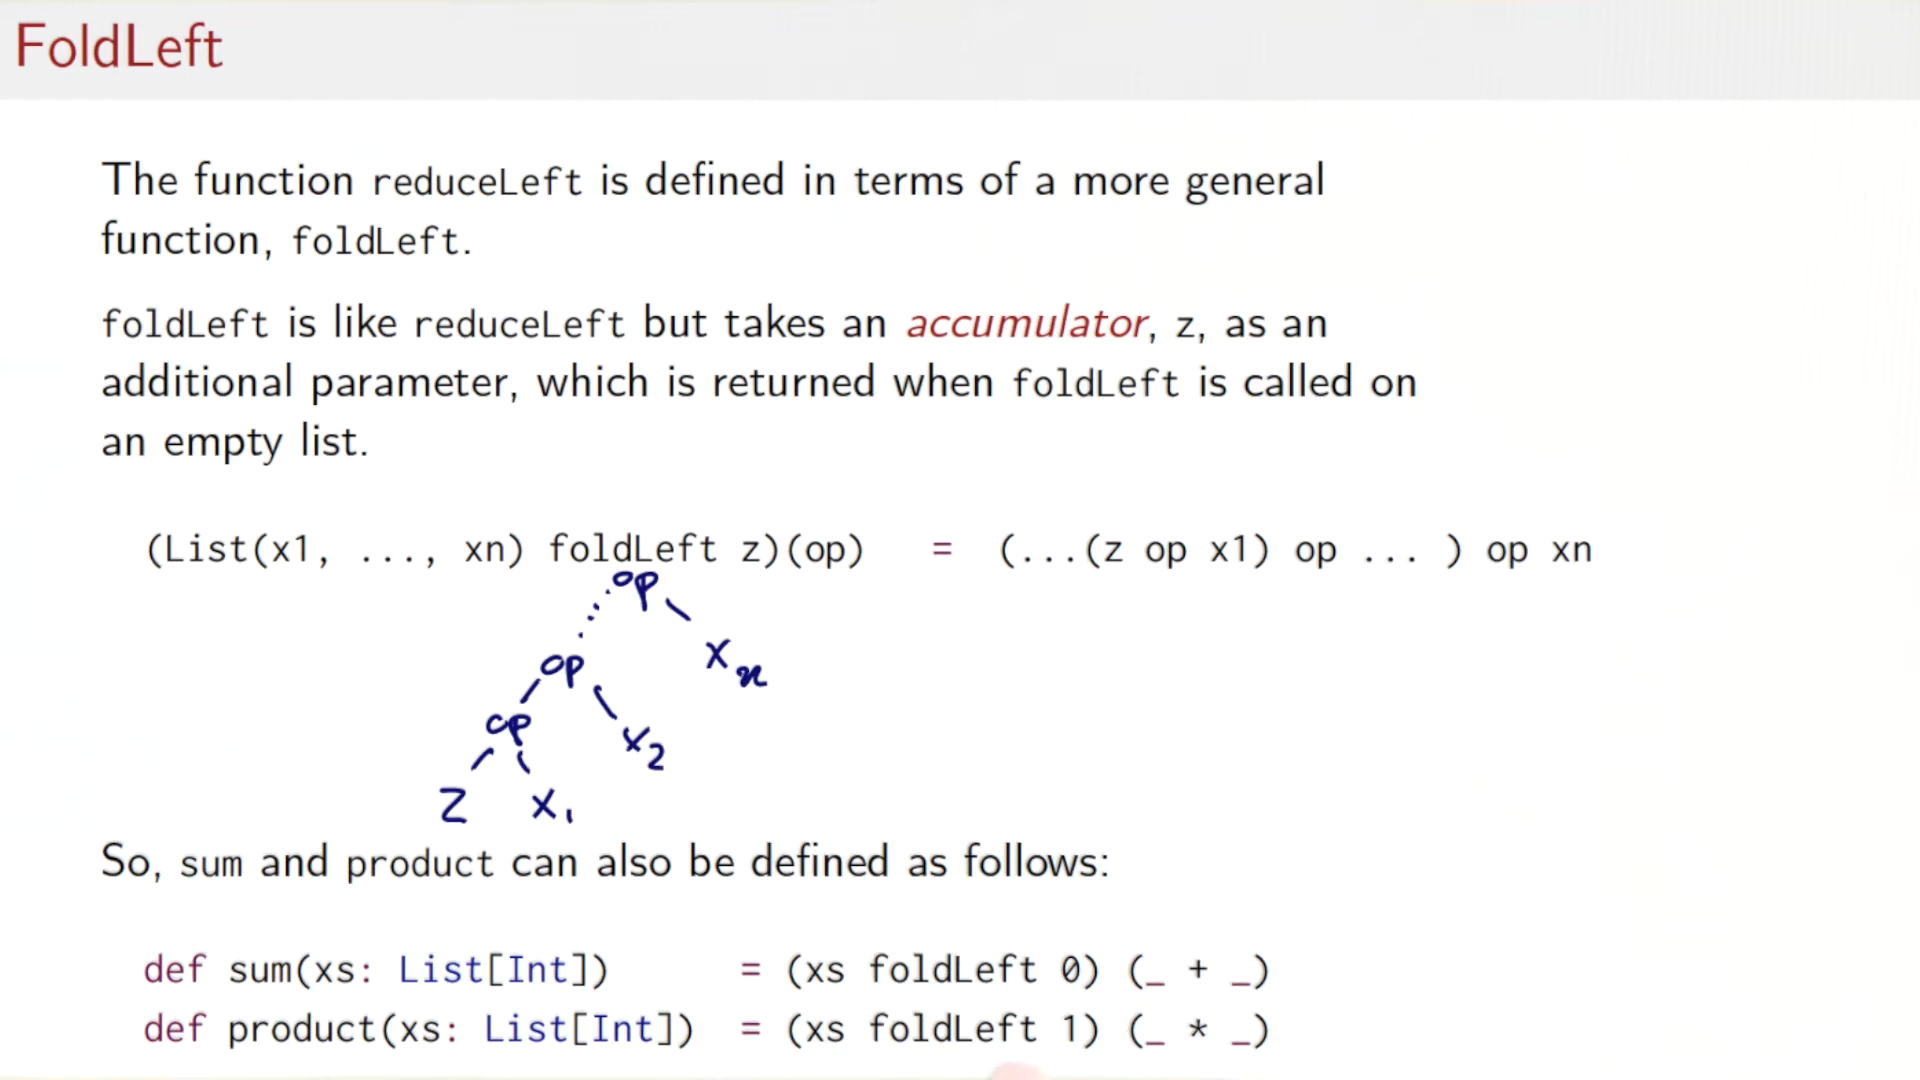 FoldLeft
The function reduceLeft is defined in terms of a more general
function, foldLeft.
foldLeft is like reduceLeft but takes an accumulator, z, as an
additional parameter, which is returned when foldLeft is called on
an empty list.
(List(x1, ..., xn) foldLeft z)(op) = (...(z op x1) op ... ) op xn
op
op xn
op x2
z x1
So, sum and product can also be defined as follows:
def sum(xs: List[Int]) = (xs foldLeft 0) (_ + _)
def product(xs: List[Int]) = (xs foldLeft 1) (_ * _)